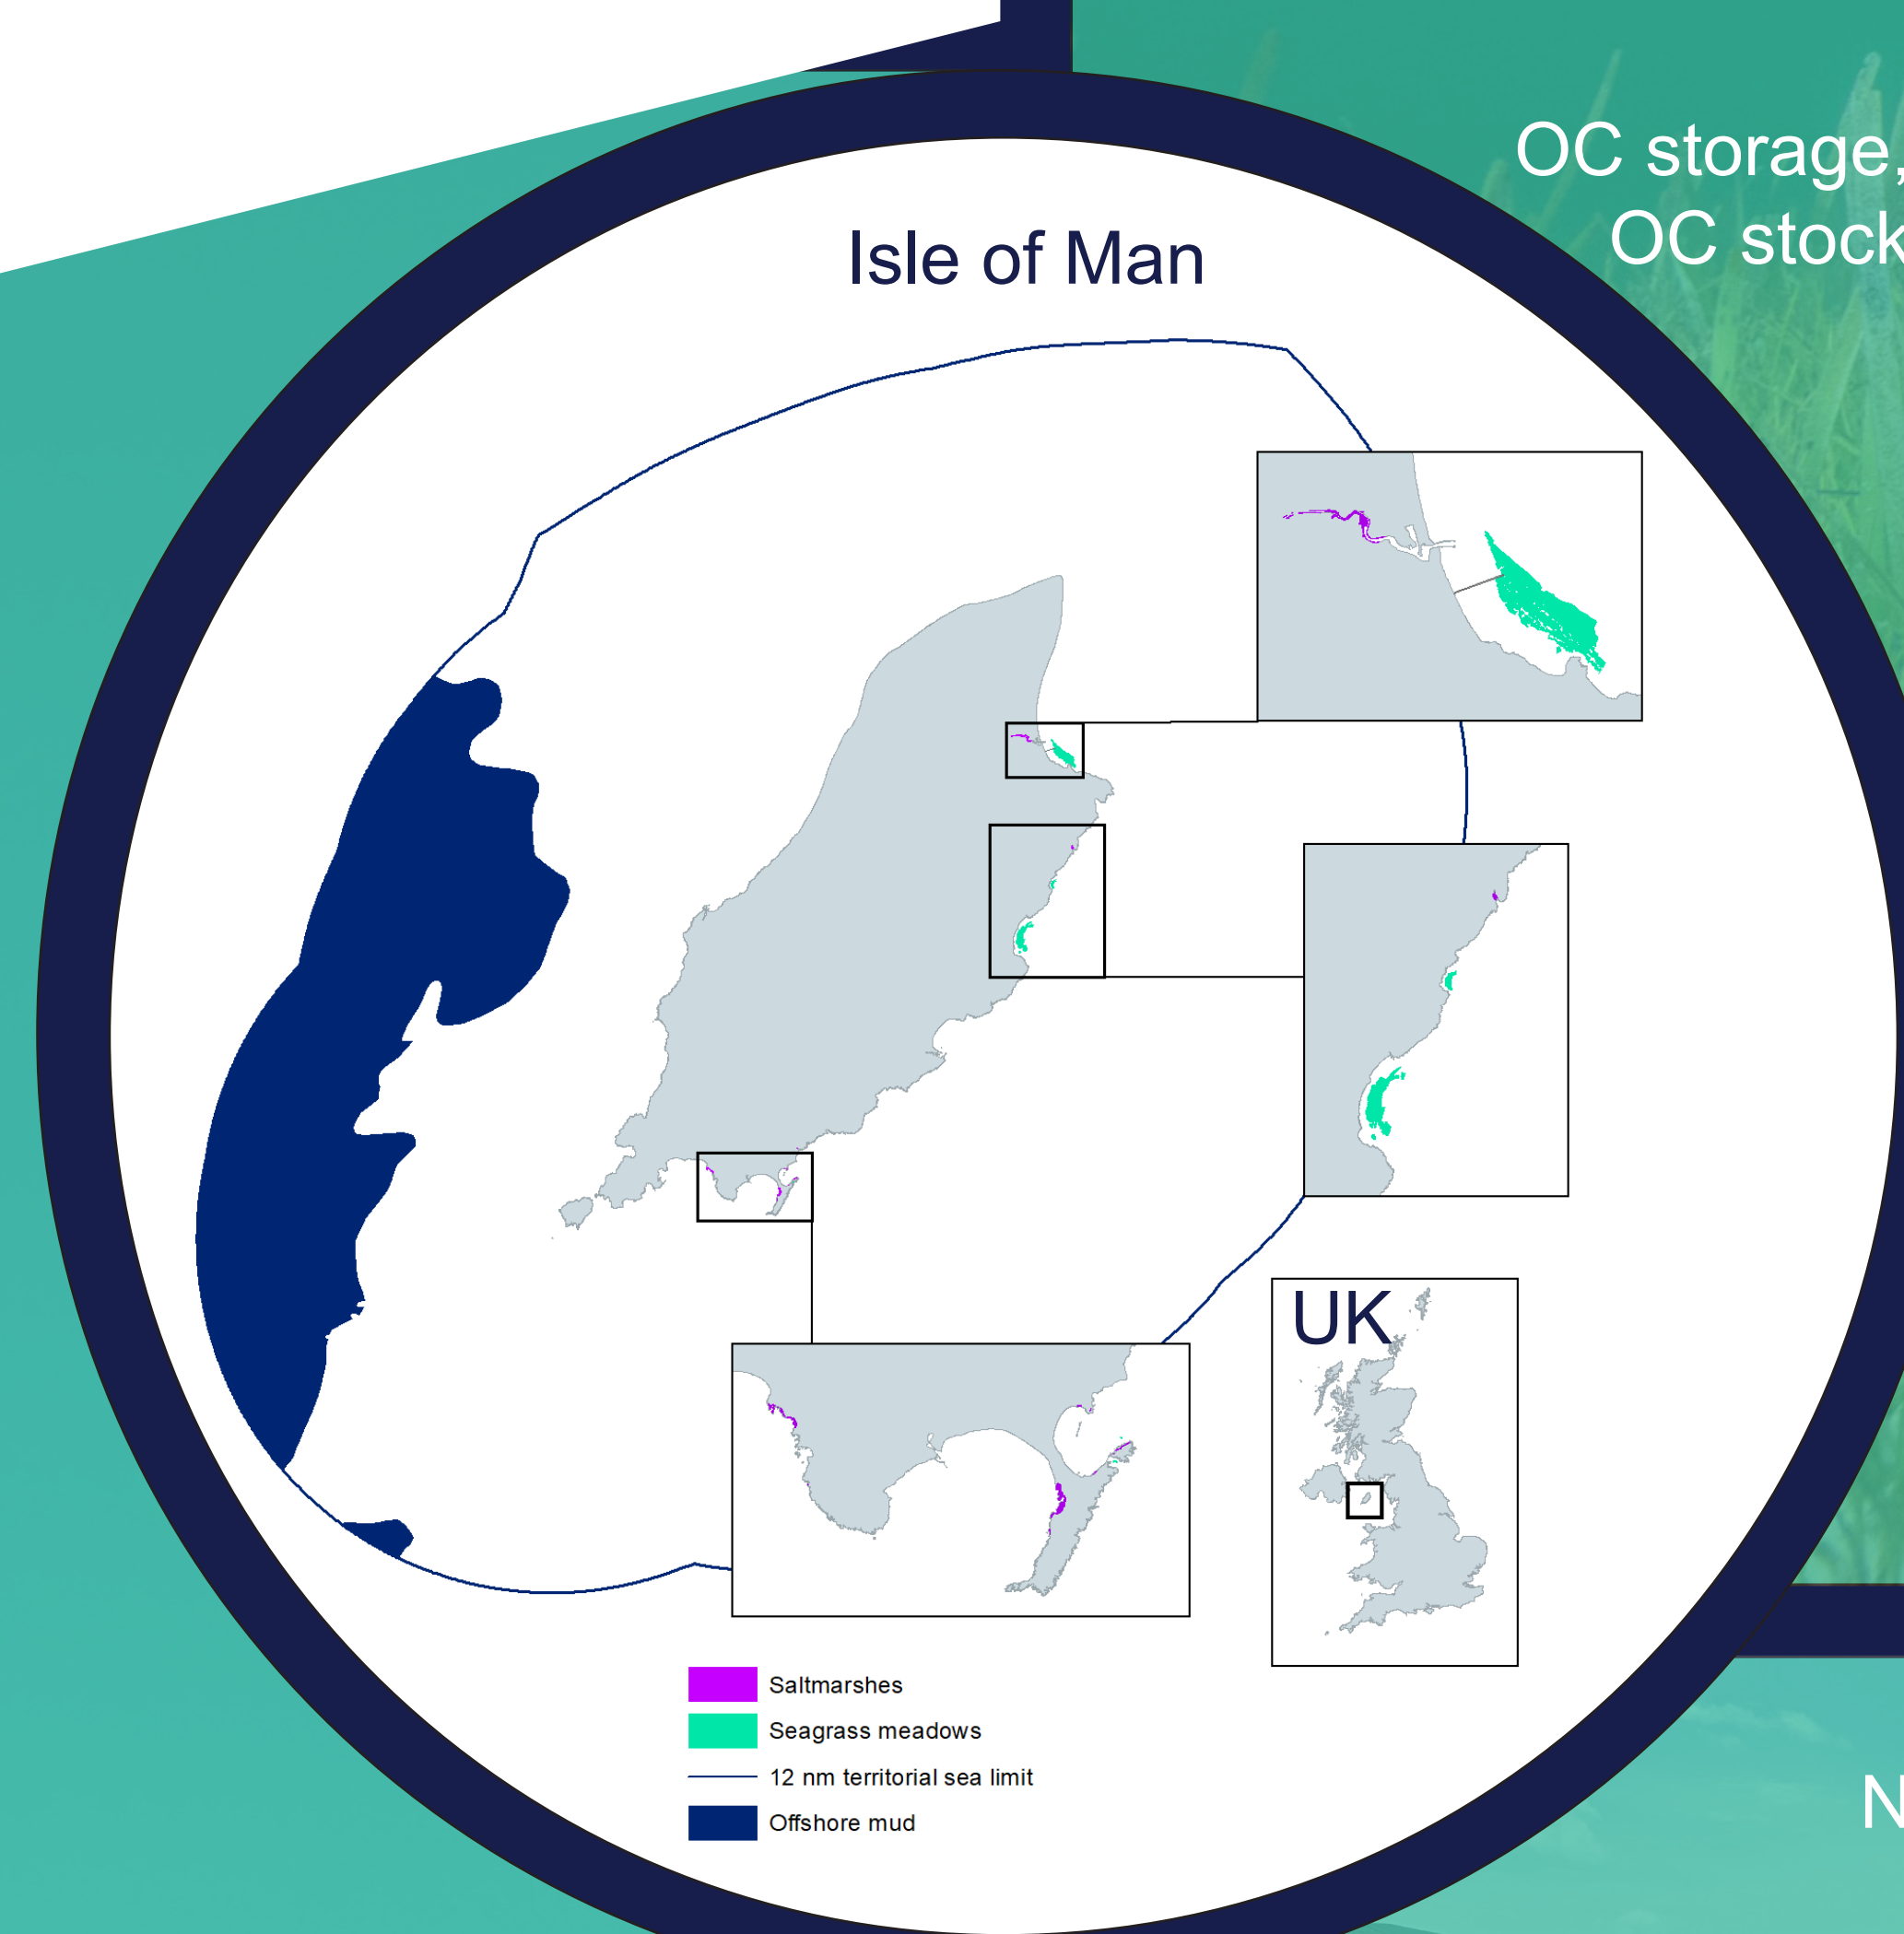 OC storage,
OC stock
Isle of Man
UK
Saltmarshes
Seagrass meadows
12 nm territorial sea limit
Offshore mud
N